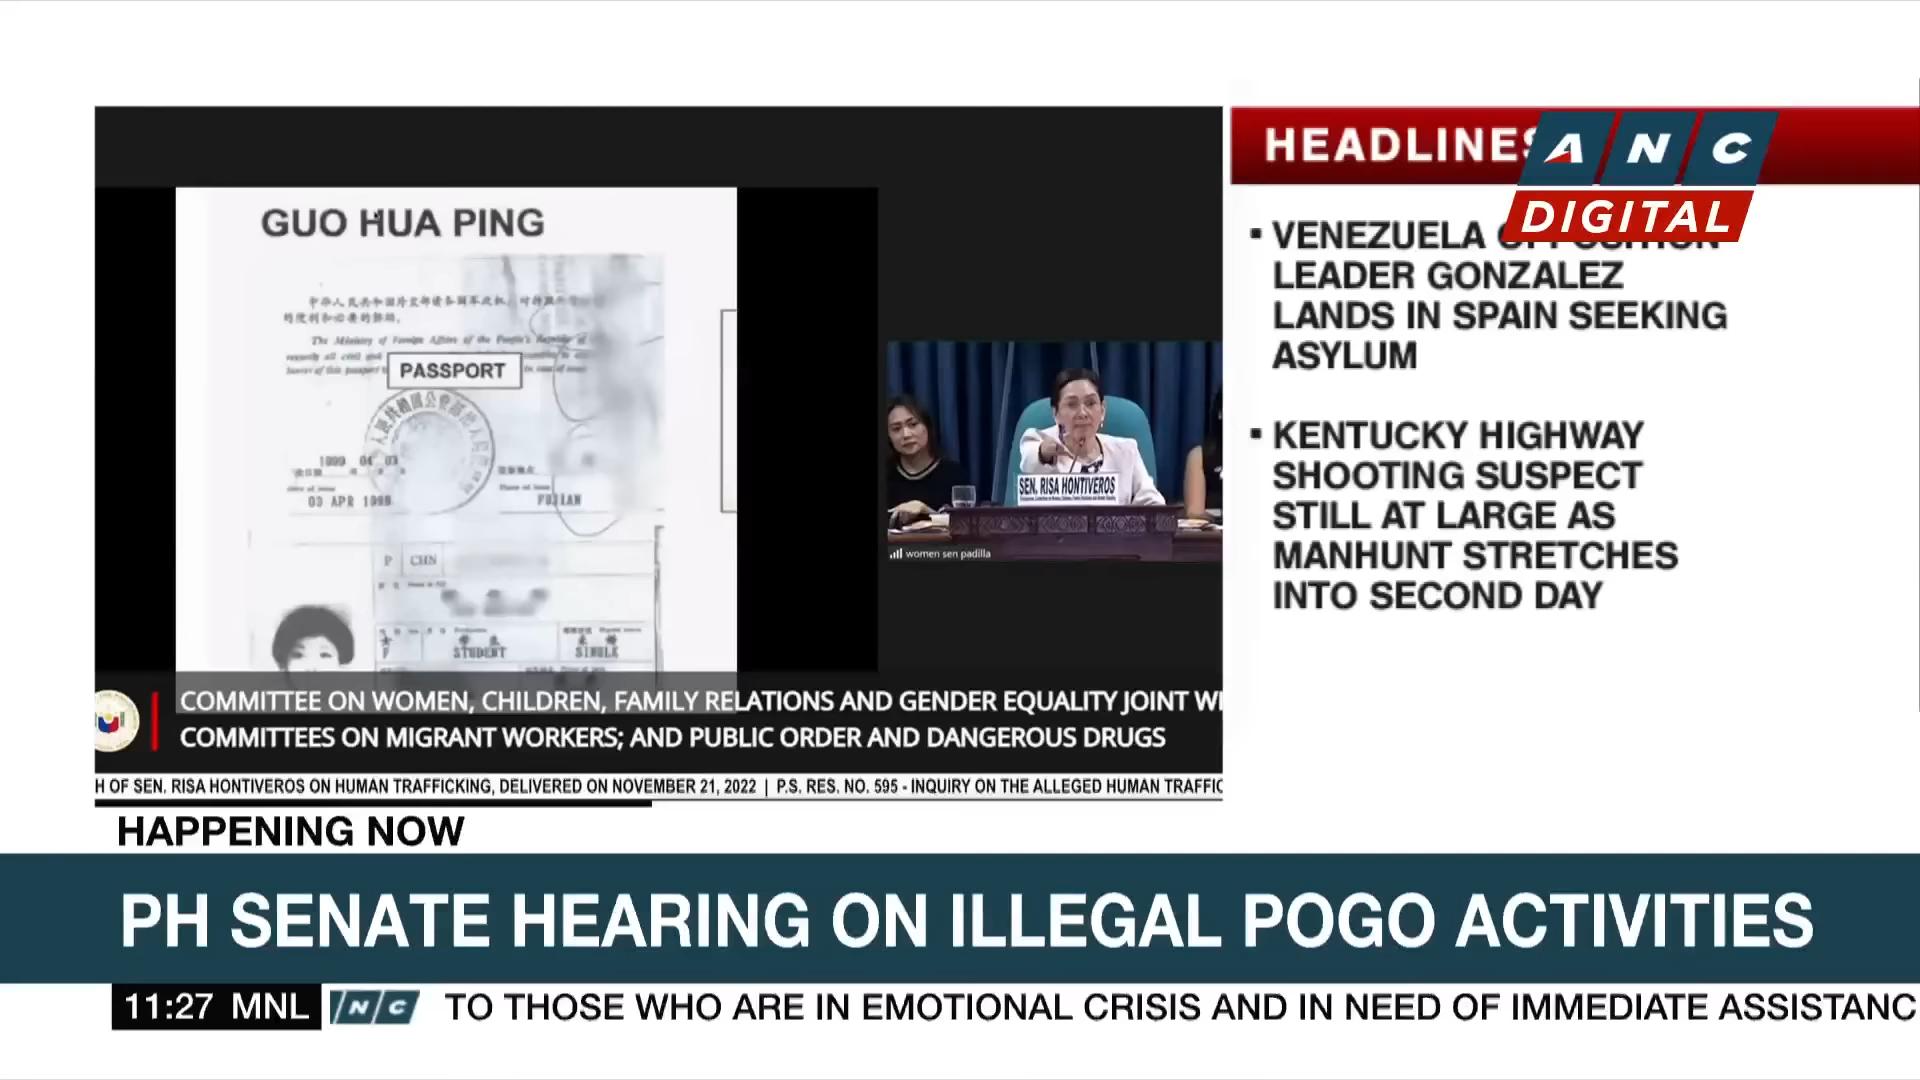 HEADLINES
ANC
DIGITAL
VENEZUELA
LEADER GONZALEZ
LANDS IN SPAIN SEEKING
ASYLUM
KENTUCKY HIGHWAY
SHOOTING SUSPECT
STILL AT LARGE AS
MANHUNT STRETCHES
INTO SECOND DAY
GUO HUA PING
The Ministry of Foreign Affairs of the People's Republic of
PASSPORT
1999 04 03
03 APR 1999
FUJIAN
P CHN
F STUDENT SINGLE
SEN. RISA HONTIVEROS
women sen padilla
COMMITTEE ON WOMEN, CHILDREN, FAMILY RELATIONS AND GENDER EQUALITY JOINT WI
COMMITTEES ON MIGRANT WORKERS; AND PUBLIC ORDER AND DANGEROUS DRUGS
H OF SEN. RISA HONTIVEROS ON HUMAN TRAFFICKING, DELIVERED ON NOVEMBER 21, 2022 | P.S. RES. NO. 595 - INQUIRY ON THE ALLEGED HUMAN TRAFFIC
HAPPENING NOW
PH SENATE HEARING ON ILLEGAL POGO ACTIVITIES
11:27 MNL ANC TO THOSE WHO ARE IN EMOTIONAL CRISIS AND IN NEED OF IMMEDIATE ASSISTANC